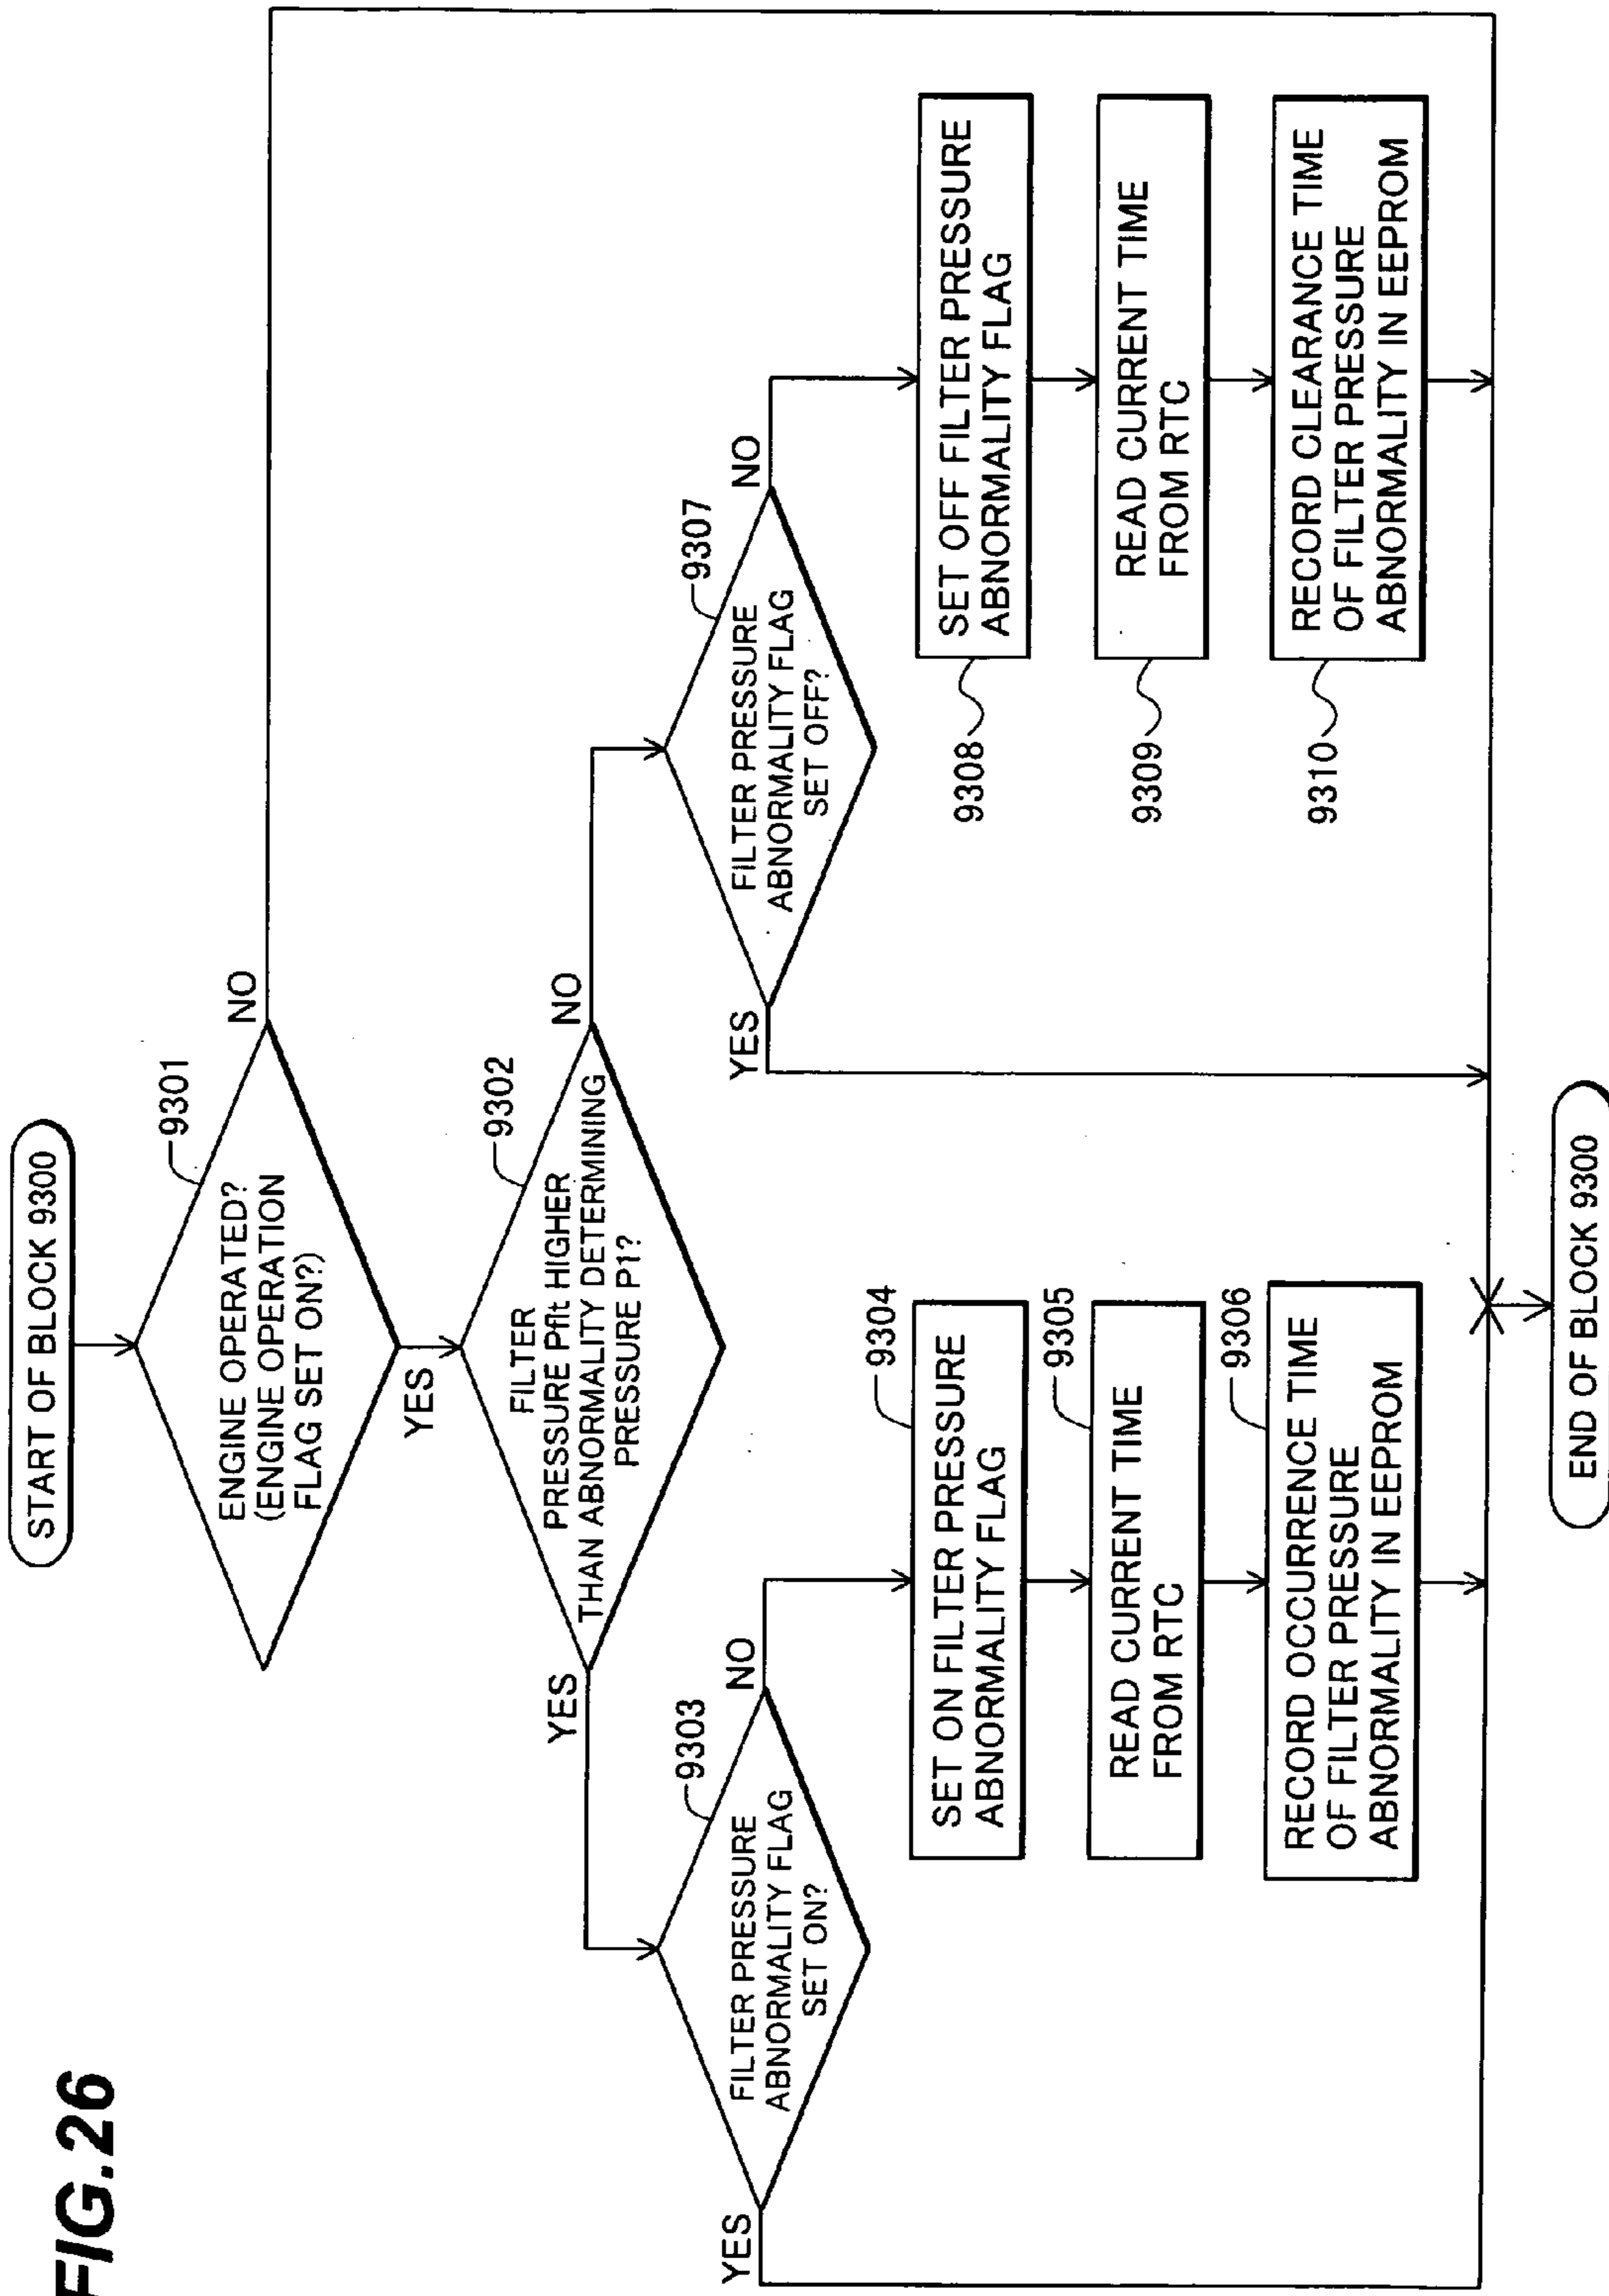 FIG.26
START OF BLOCK 9300
9301
ENGINE OPERATED?
(ENGINE OPERATION
FLAG SET ON?)
NO
YES
9302
FILTER
PRESSURE Pflt HIGHER
THAN ABNORMALITY DETERMINING
PRESSURE P1?
YES
NO
9303
FILTER PRESSURE
ABNORMALITY FLAG
SET ON?
YES
NO
9304
SET ON FILTER PRESSURE
ABNORMALITY FLAG
9305
READ CURRENT TIME
FROM RTC
9306
RECORD OCCURRENCE TIME
OF FILTER PRESSURE
ABNORMALITY IN EEPROM
9307
FILTER PRESSURE
ABNORMALITY FLAG
SET OFF?
YES
NO
9308
SET OFF FILTER PRESSURE
ABNORMALITY FLAG
9309
READ CURRENT TIME
FROM RTC
9310
RECORD CLEARANCE TIME
OF FILTER PRESSURE
ABNORMALITY IN EEPROM
END OF BLOCK 9300